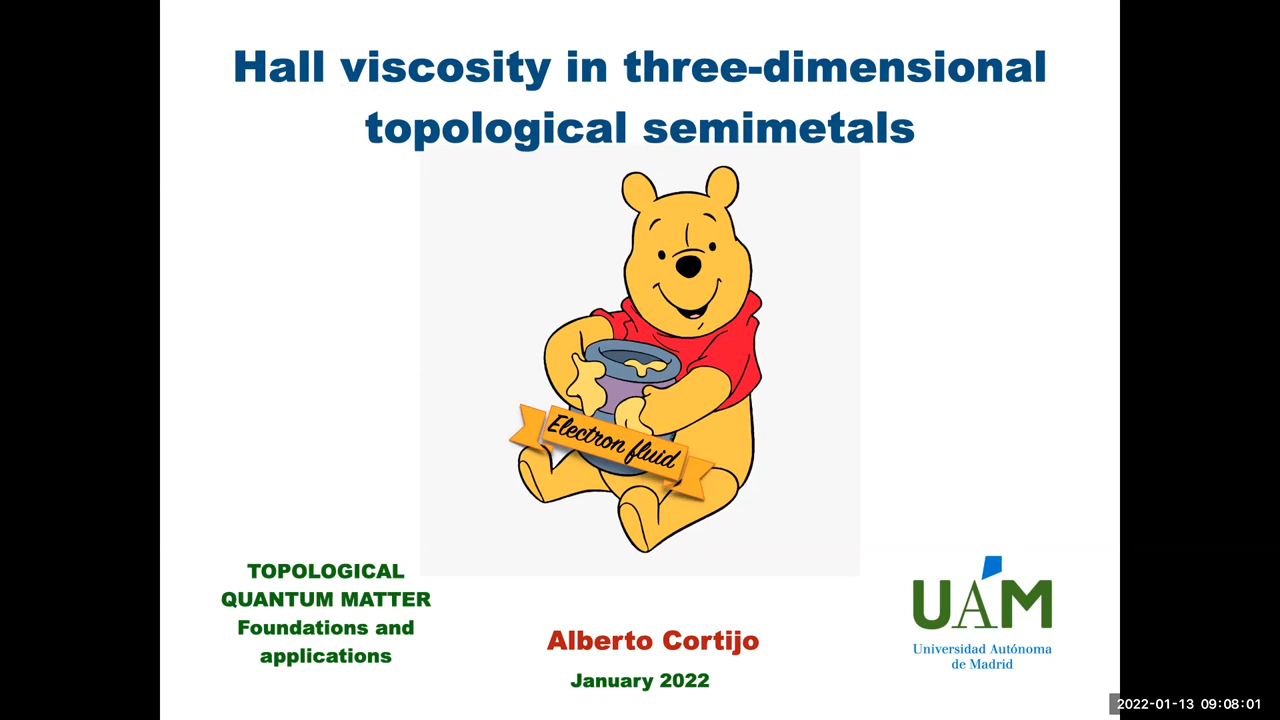 Hall viscosity in three-dimensional
topological semimetals
Electron fluid
TOPOLOGICAL
QUANTUM MATTER
Foundations and
applications
Alberto Cortijo
January 2022
UAM
Universidad Autónoma
de Madrid
2022-01-13 09:08:01